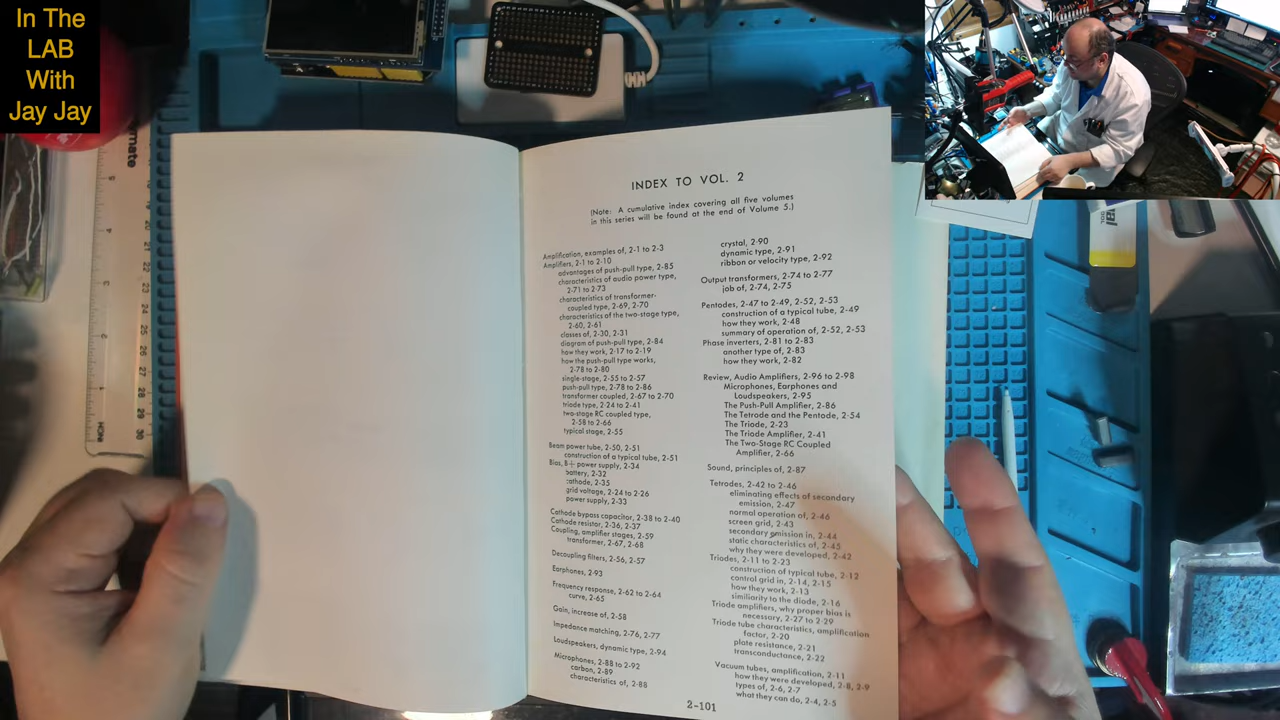 In The
LAB
With
Jay Jay
INDEX TO VOL. 2
(Note: A cumulative index covering all five volumes
in this series will be found at the end of Volume 5.)
Amplification, examples of, 2-1 to 2-3
Amplifiers, 2-1 to 2-10
advantages of push-pull type, 2-85
characteristics of audio power type,
2-71 to 2-73
characteristics of transformer-
coupled type, 2-69, 2-70
characteristics of the two-stage type,
2-60, 2-61
classes of, 2-30, 2-31
diagram of push-pull type, 2-84
how they work, 2-17 to 2-19
how the push-pull type works,
2-78 to 2-80
single-stage, 2-55 to 2-57
push-pull type, 2-78 to 2-86
transformer coupled, 2-67 to 2-70
triode type, 2-24 to 2-41
two-stage RC coupled type,
2-58 to 2-66
typical stage, 2-55
Beam power tube, 2-50, 2-51
construction of a typical tube, 2-51
Bias, B+ power supply, 2-34
battery, 2-32
cathode, 2-35
grid voltage, 2-24 to 2-26
power supply, 2-33
Cathode bypass capacitor, 2-38 to 2-40
Cathode resistor, 2-36, 2-37
Coupling, amplifier stages, 2-59
transformer, 2-67, 2-68
Decoupling filters, 2-56, 2-57
Earphones, 2-93
Frequency response, 2-62 to 2-64
curve, 2-65
Gain, increase of, 2-58
Impedance matching, 2-76, 2-77
Loudspeakers, dynamic type, 2-94
Microphones, 2-88 to 2-92
carbon, 2-89
characteristics of, 2-88
crystal, 2-90
dynamic type, 2-91
ribbon or velocity type, 2-92
Output transformers, 2-74 to 2-77
job of, 2-74, 2-75
Pentodes, 2-47 to 2-49, 2-52, 2-53
construction of a typical tube, 2-49
how they work, 2-48
summary of operation of, 2-52, 2-53
Phase inverters, 2-81 to 2-83
another type of, 2-83
how they work, 2-82
Review, Audio Amplifiers, 2-96 to 2-98
Microphones, Earphones and
Loudspeakers, 2-95
The Push-Pull Amplifier, 2-86
The Tetrode and the Pentode, 2-54
The Triode, 2-23
The Triode Amplifier, 2-41
The Two-Stage RC Coupled
Amplifier, 2-66
Sound, principles of, 2-87
Tetrodes, 2-42 to 2-46
eliminating effects of secondary
emission, 2-47
normal operation of, 2-46
screen grid, 2-43
secondary emission in, 2-44
static characteristics of, 2-45
why they were developed, 2-42
Triodes, 2-11 to 2-23
construction of typical tube, 2-12
control grid in, 2-14, 2-15
how they work, 2-13
similiarity to the diode, 2-16
Triode amplifiers, why proper bias is
necessary, 2-27 to 2-29
Triode tube characteristics, amplification
factor, 2-20
plate resistance, 2-21
transconductance, 2-22
Vacuum tubes, amplification, 2-11
how they were developed, 2-8, 2-9
types of, 2-6, 2-7
what they can do, 2-4, 2-5
2-101